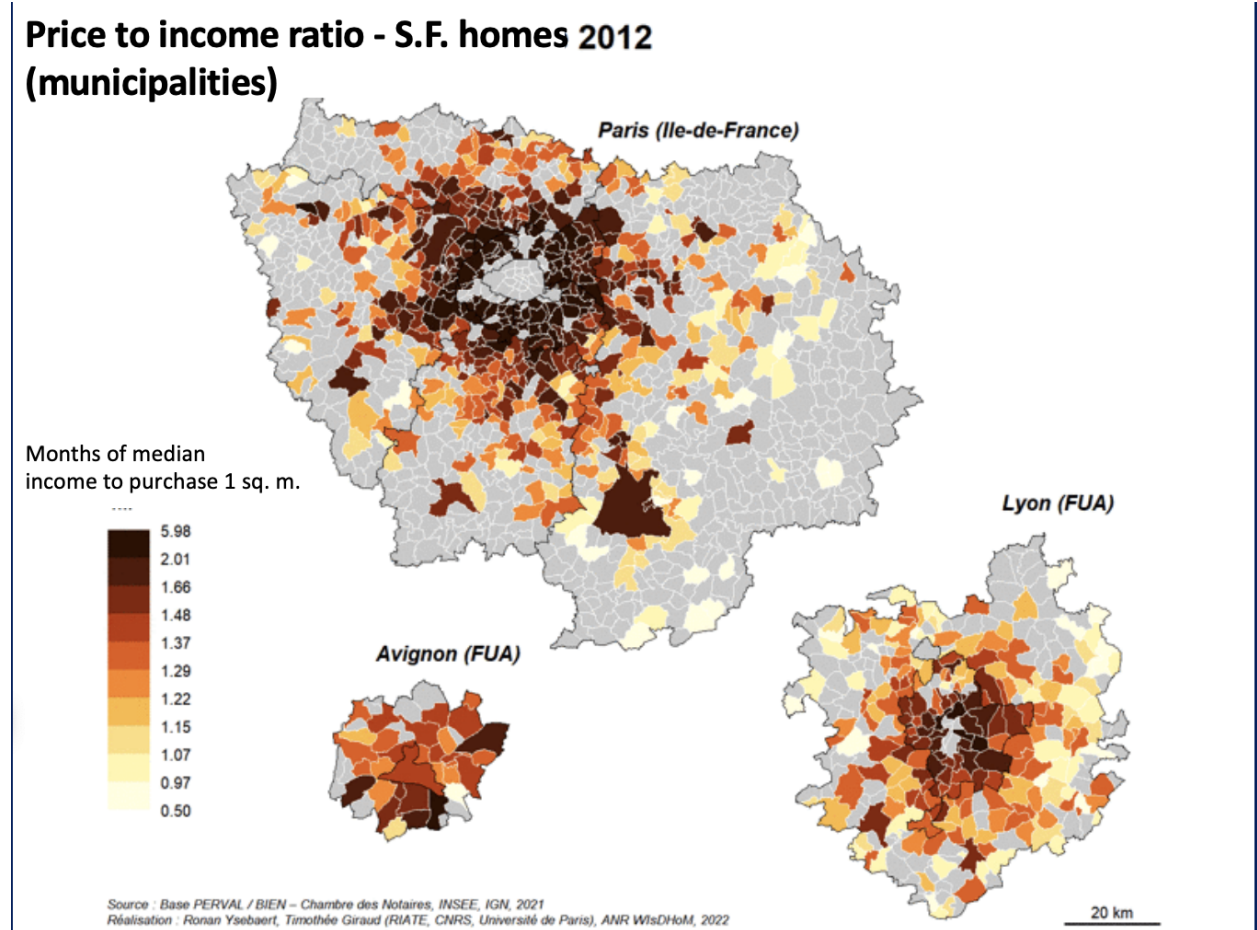 Price to income ratio - S.F. homes 2012
(municipalities)
Paris (Ile-de-France)
Months of median
income to purchase 1 sq. m.
5.98
2.01
1.66
1.48
1.37
1.29
1.22
1.15
1.07
0.97
0.50
Avignon (FUA)
Lyon (FUA)
Source : Base PERVAL / BIEN – Chambre des Notaires, INSEE, IGN, 2021
Réalisation : Ronan Ysebaert, Timothée Giraud (RIATE, CNRS, Université de Paris), ANR WIsDHoM, 2022
20 km